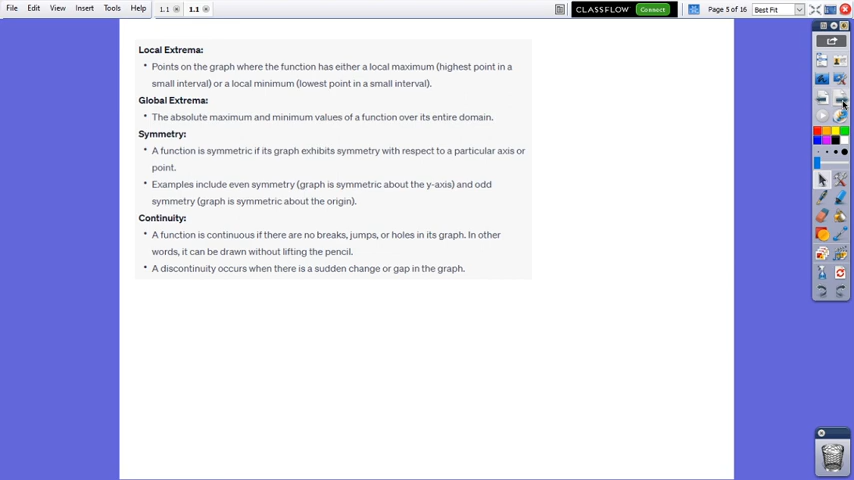 File Edit View Insert Tools Help 1.1 1.1 CLASSFLOW Connect Page 5 of 16 Best Fit
Local Extrema:
• Points on the graph where the function has either a local maximum (highest point in a
small interval) or a local minimum (lowest point in a small interval).
Global Extrema:
• The absolute maximum and minimum values of a function over its entire domain.
Symmetry:
• A function is symmetric if its graph exhibits symmetry with respect to a particular axis or
point.
• Examples include even symmetry (graph is symmetric about the y-axis) and odd
symmetry (graph is symmetric about the origin).
Continuity:
• A function is continuous if there are no breaks, jumps, or holes in its graph. In other
words, it can be drawn without lifting the pencil.
• A discontinuity occurs when there is a sudden change or gap in the graph.